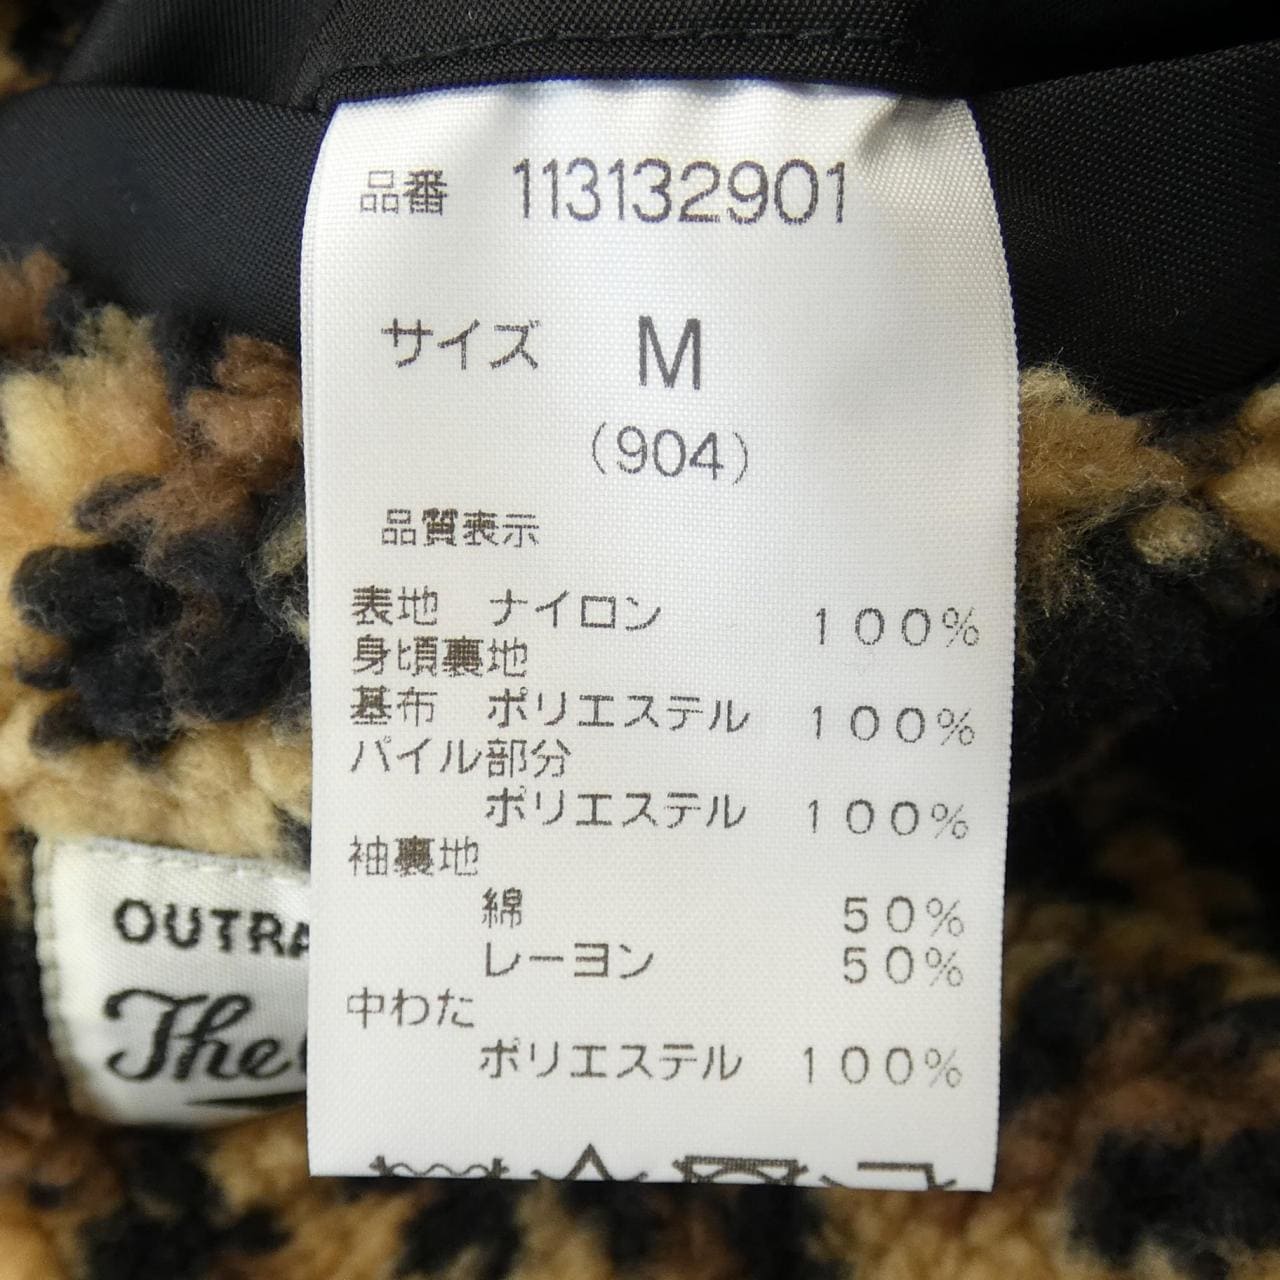 品番 113132901
サイズ M
(904)
品質表示
表地 ナイロン 100%
身頃裏地
基布 ポリエステル 100%
パイル部分
ポリエステル 100%
袖裏地
綿 50%
レーヨン 50%
中わた
ポリエステル 100%
OUTRA
The